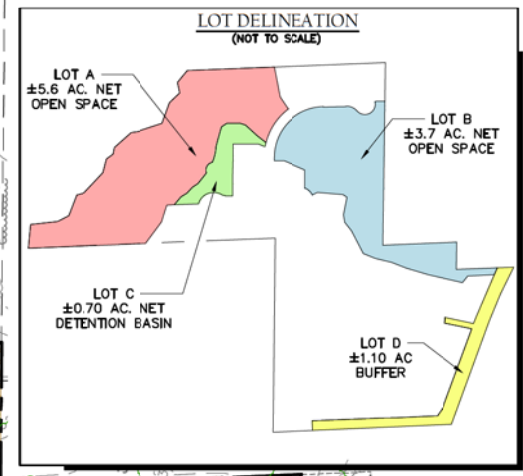 LOT DELINEATION
(NOT TO SCALE)
LOT A
±5.6 AC. NET
OPEN SPACE
LOT B
±3.7 AC. NET
OPEN SPACE
LOT C
±0.70 AC. NET
DETENTION BASIN
LOT D
±1.10 AC
BUFFER